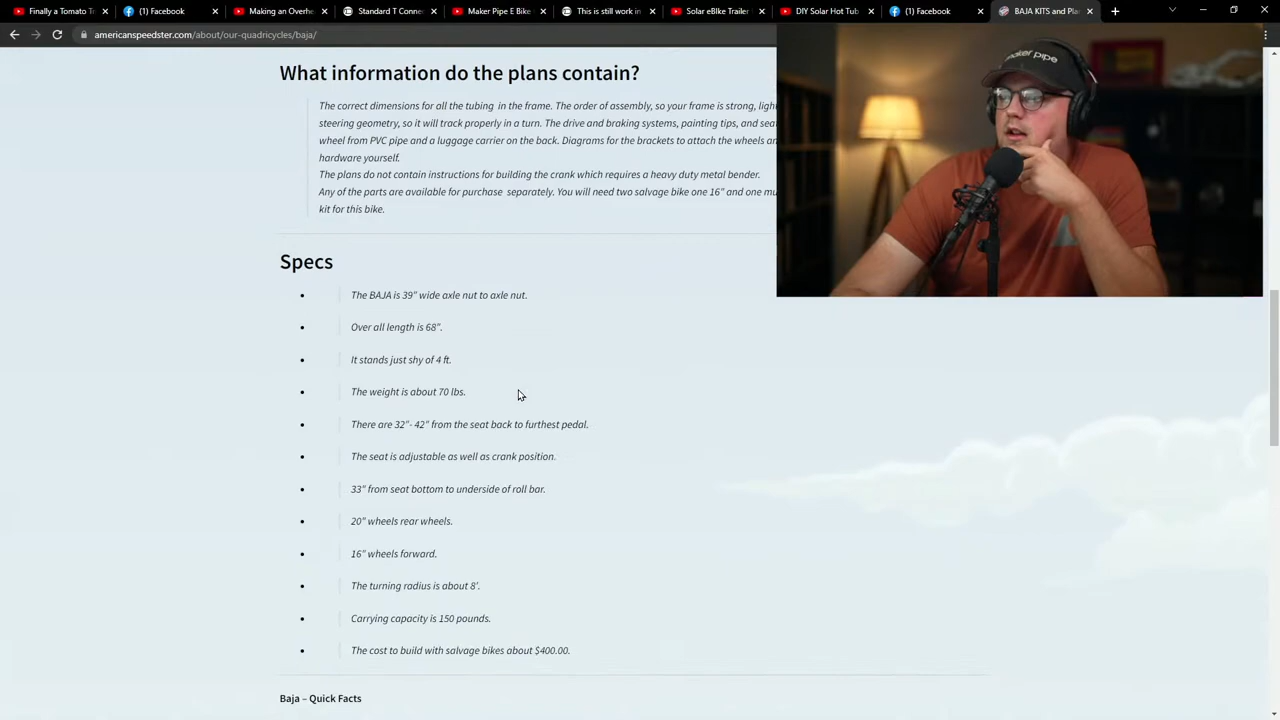 Finally a Tomato T
(1) Facebook
Making an Overhe
Standard T Connec
Maker Pipe E Bike
This is still work in
Solar eBIke Trailer
DIY Solar Hot Tub
(1) Facebook
BAJA KITS and Pla
americanspeedster.com/about/our-quadricycles/baja/
maker pipe
What information do the plans contain?
The correct dimensions for all the tubing in the frame. The order of assembly, so your frame is strong, ligh
steering geometry, so it will track properly in a turn. The drive and braking systems, painting tips, and sea
wheel from PVC pipe and a luggage carrier on the back. Diagrams for the brackets to attach the wheels an
hardware yourself.
The plans do not contain instructions for building the crank which requires a heavy duty metal bender.
Any of the parts are available for purchase separately. You will need two salvage bike one 16" and one mu
kit for this bike.
Specs
• The BAJA is 39" wide axle nut to axle nut.
• Over all length is 68".
• It stands just shy of 4 ft.
• The weight is about 70 lbs.
• There are 32"- 42" from the seat back to furthest pedal.
• The seat is adjustable as well as crank position.
• 33" from seat bottom to underside of roll bar.
• 20" wheels rear wheels.
• 16" wheels forward.
• The turning radius is about 8'.
• Carrying capacity is 150 pounds.
• The cost to build with salvage bikes about $400.00.
Baja – Quick Facts